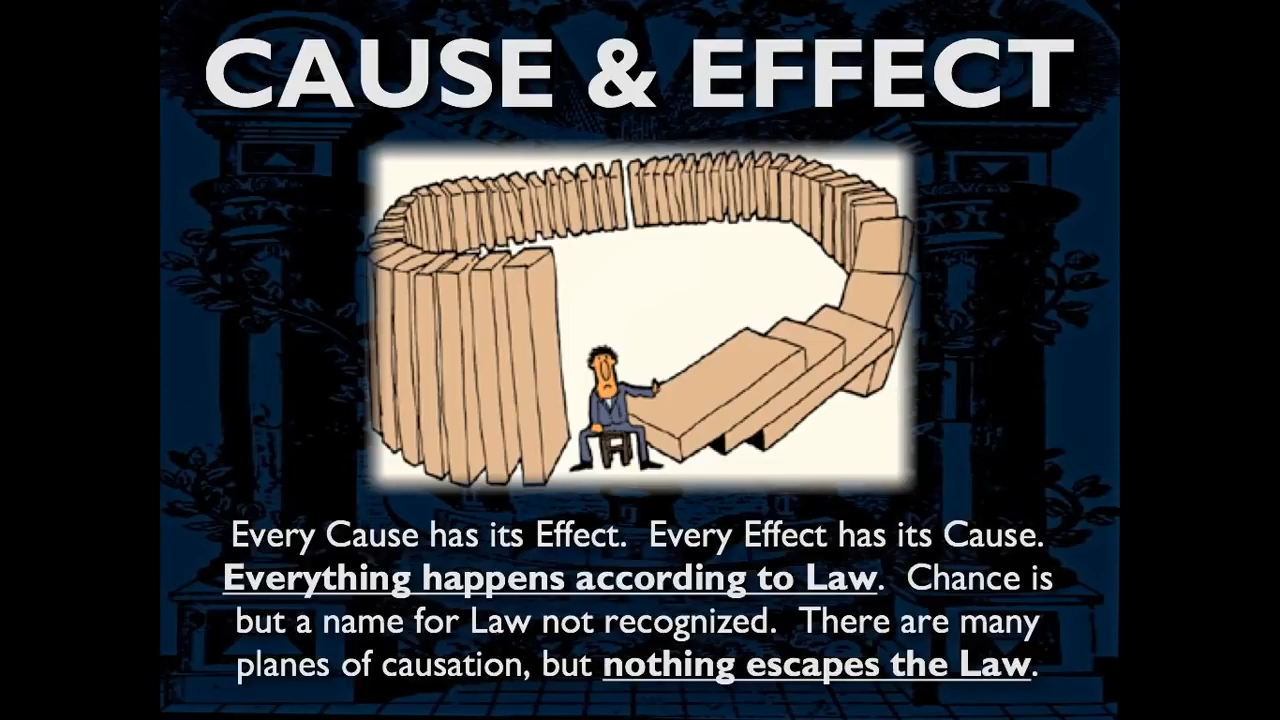 CAUSE & EFFECT
Every Cause has its Effect.  Every Effect has its Cause.
Everything happens according to Law.  Chance is
but a name for Law not recognized.  There are many
planes of causation, but nothing escapes the Law.